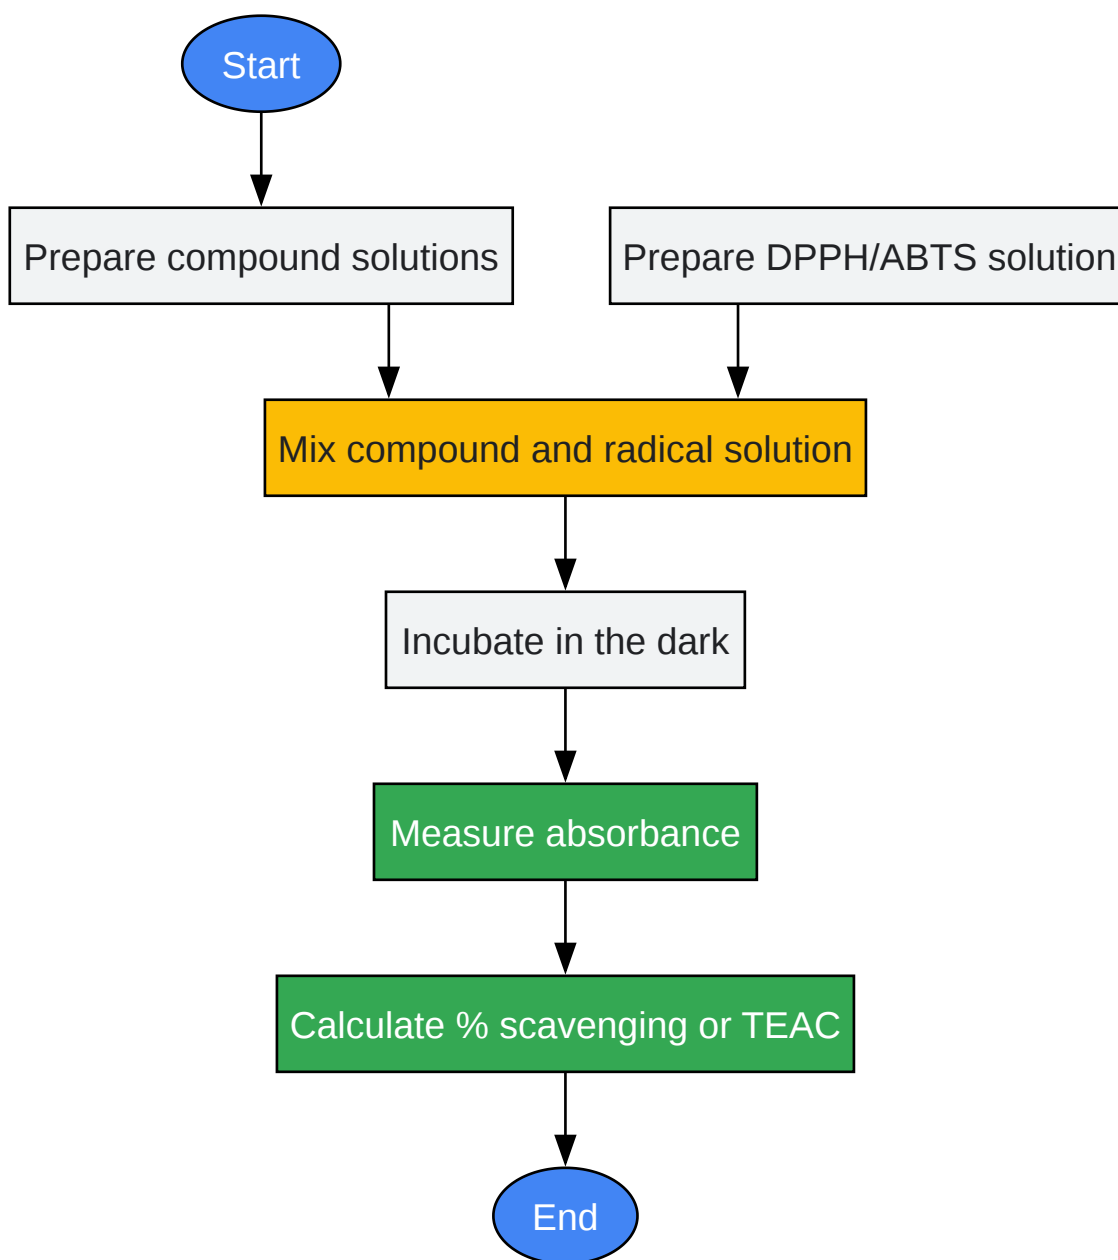 Start
Prepare compound solutions
Prepare DPPH/ABTS solution
Mix compound and radical solution
Incubate in the dark
Measure absorbance
Calculate % scavenging or TEAC
End